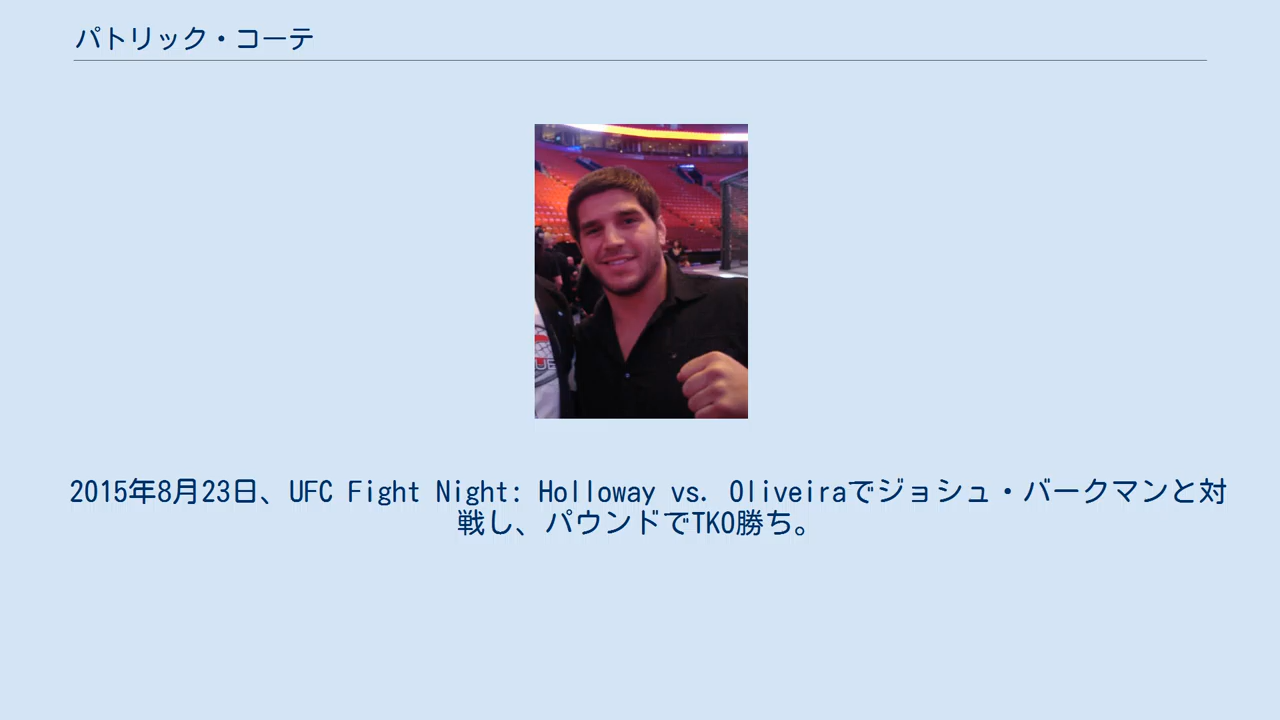 パトリック・コーテ
2015年8月23日、UFC Fight Night: Holloway vs. Oliveiraでジョシュ・バークマンと対
戦し、パウンドでTKO勝ち。